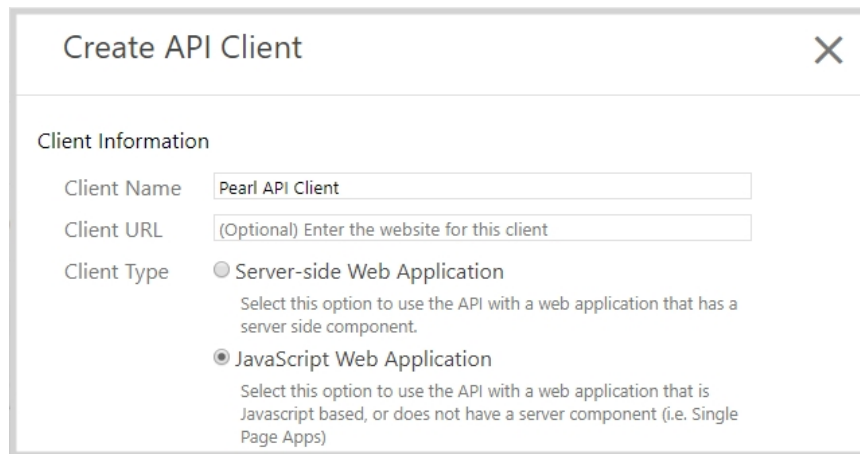 Create API Client
Client Information
Client Name Pearl API Client
Client URL (Optional) Enter the website for this client
Client Type Server-side Web Application
Select this option to use the API with a web application that has a
server side component.
JavaScript Web Application
Select this option to use the API with a web application that is
Javascript based, or does not have a server component (i.e. Single
Page Apps)